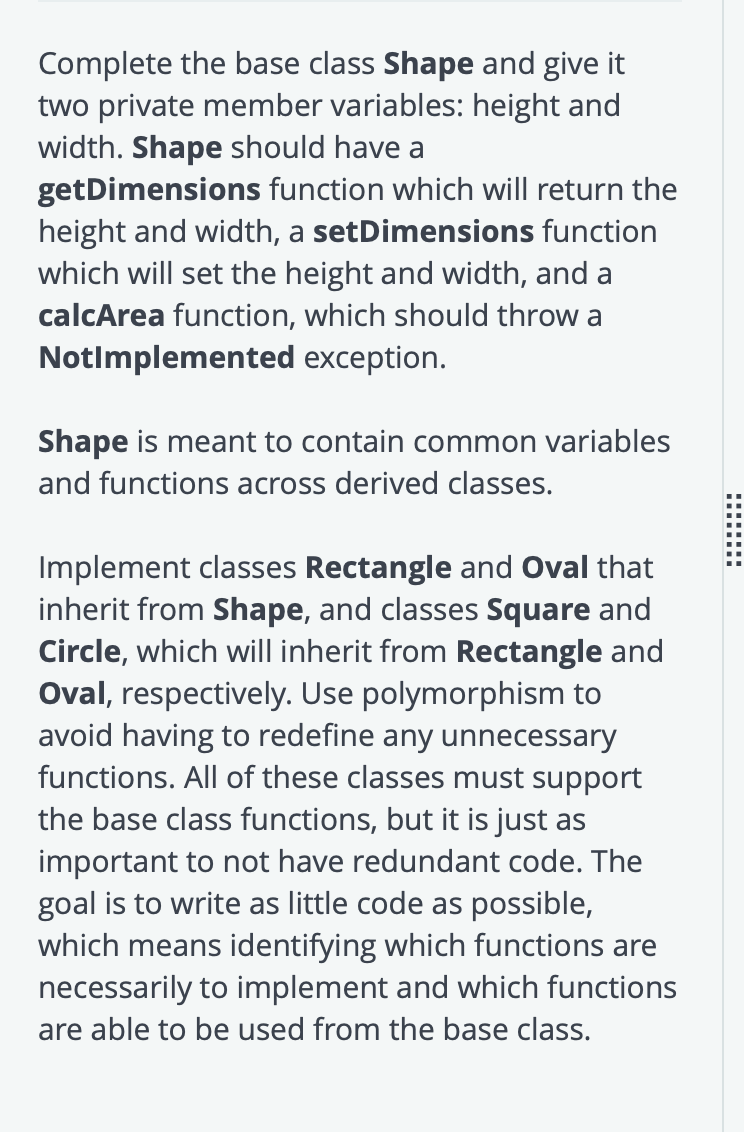 Complete the base class Shape and give it
two private member variables: height and
width. Shape should have a
getDimensions function which will return the
height and width, a setDimensions function
which will set the height and width, and a
calcArea function, which should throw a
NotImplemented exception.
Shape is meant to contain common variables
and functions across derived classes.
Implement classes Rectangle and Oval that
inherit from Shape, and classes Square and
Circle, which will inherit from Rectangle and
Oval, respectively. Use polymorphism to
avoid having to redefine any unnecessary
functions. All of these classes must support
the base class functions, but it is just as
important to not have redundant code. The
goal is to write as little code as possible,
which means identifying which functions are
necessarily to implement and which functions
are able to be used from the base class.